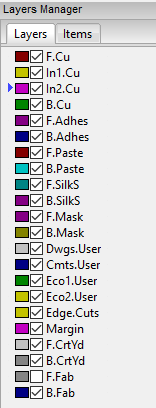 Layers Manager
Layers Items
F.Cu
In1.Cu
In2.Cu
B.Cu
F.Adhes
B.Adhes
F.Paste
B.Paste
F.SilkS
B.SilkS
F.Mask
B.Mask
Dwgs.User
Cmts.User
Eco1.User
Eco2.User
Edge.Cuts
Margin
F.CrtYd
B.CrtYd
F.Fab
B.Fab